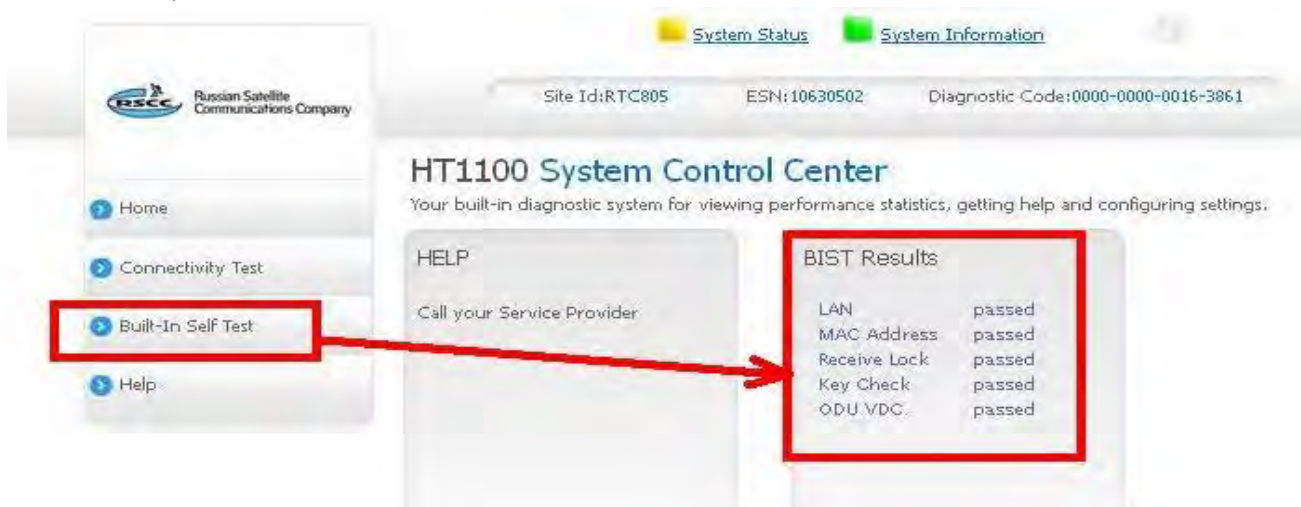 System Status System Information
RSCC Russian Satellite
Communications Company
Site Id:RTC805 ESN:10630502 Diagnostic Code:0000-0000-0016-3861
HT1100 System Control Center
Your built-in diagnostic system for viewing performance statistics, getting help and configuring settings.
Home
Connectivity Test
Built-In Self Test
Help
HELP
Call your Service Provider
BIST Results
LAN passed
MAC Address passed
Receive Lock passed
Key Check passed
ODU VDC passed